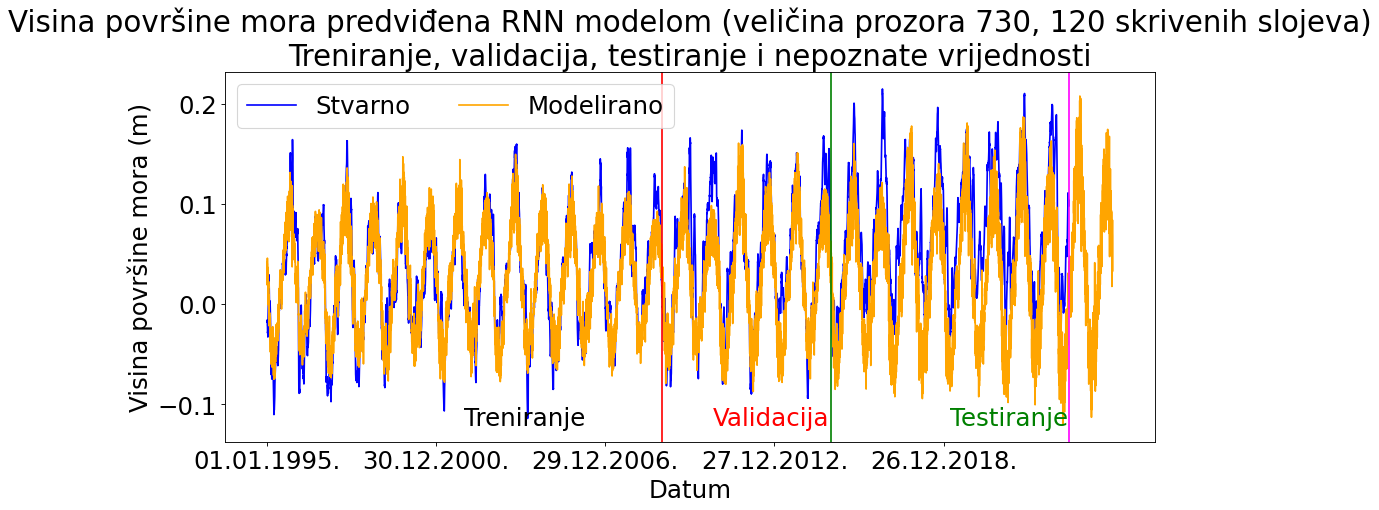 Visina površine mora predviđena RNN modelom (veličina prozora 730, 120 skrivenih slojeva)
Treniranje, validacija, testiranje i nepoznate vrijednosti
Stvarno
Modelirano
Visina površine mora (m)
0.2
0.1
0.0
−0.1
Treniranje
Validacija
Testiranje
01.01.1995.
30.12.2000.
29.12.2006.
27.12.2012.
26.12.2018.
Datum